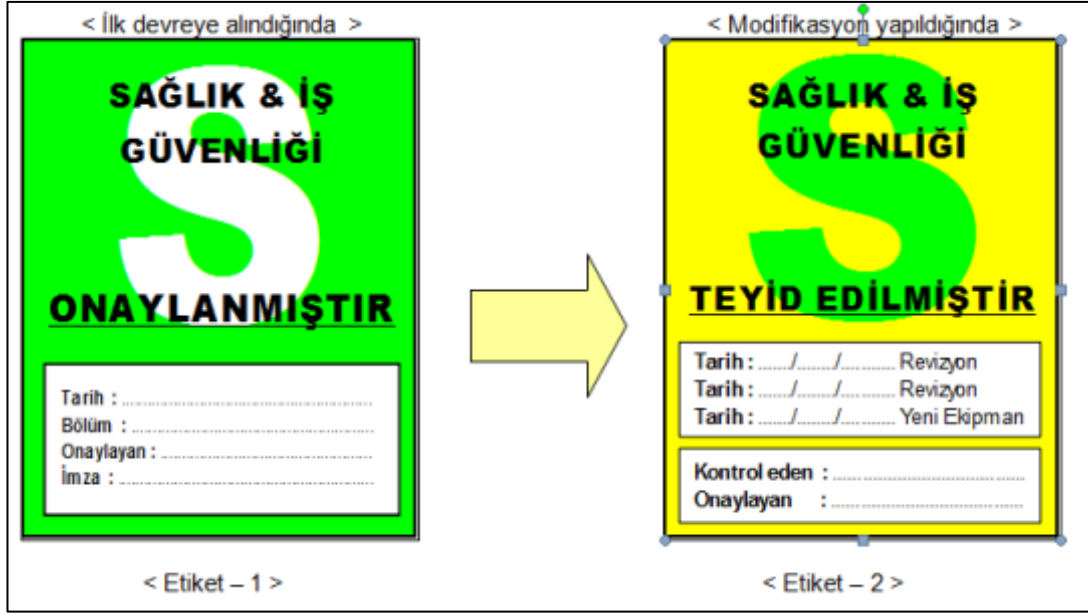 < İlk devreye alındığında >
SAĞLIK & İŞ
GÜVENLİĞİ
S
ONAYLANMIŞTIR
Tarih : ................................................
Bölüm : ................................................
Onaylayan : ................................................
İmza : ................................................
< Etiket – 1 >
< Modifikasyon yapıldığında >
SAĞLIK & İŞ
GÜVENLİĞİ
S
TEYİD EDİLMİŞTİR
Tarih : ....../......./........... Revizyon
Tarih : ....../......./........... Revizyon
Tarih : ....../......./........... Yeni Ekipman
Kontrol eden : ......................................
Onaylayan : ......................................
< Etiket – 2 >